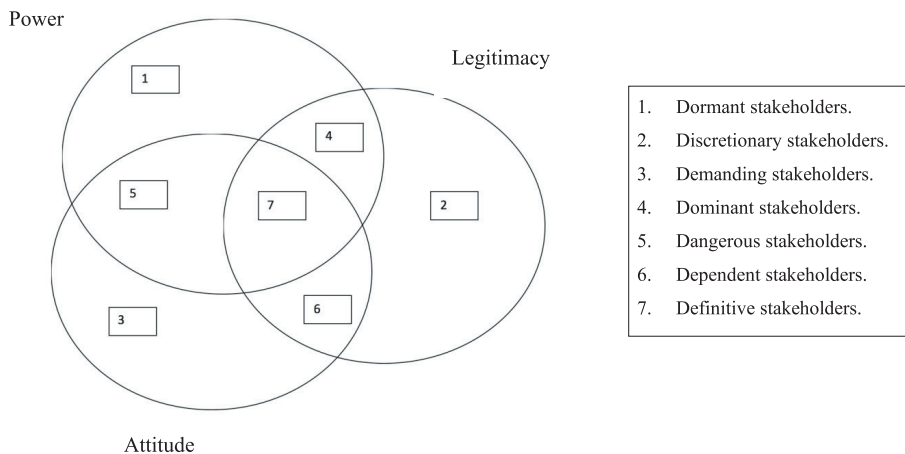 Power
Legitimacy
1
4
5
7
2
3
6
Attitude
1. Dormant stakeholders.
2. Discretionary stakeholders.
3. Demanding stakeholders.
4. Dominant stakeholders.
5. Dangerous stakeholders.
6. Dependent stakeholders.
7. Definitive stakeholders.